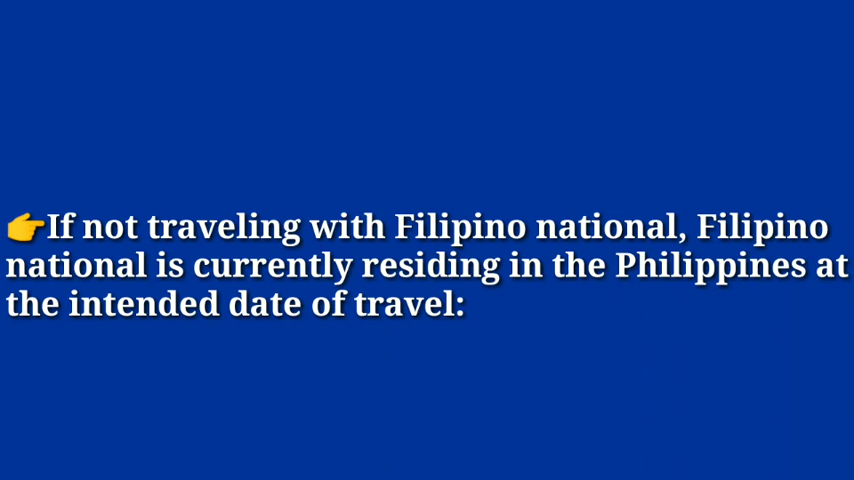 👉If not traveling with Filipino national, Filipino
national is currently residing in the Philippines at
the intended date of travel: